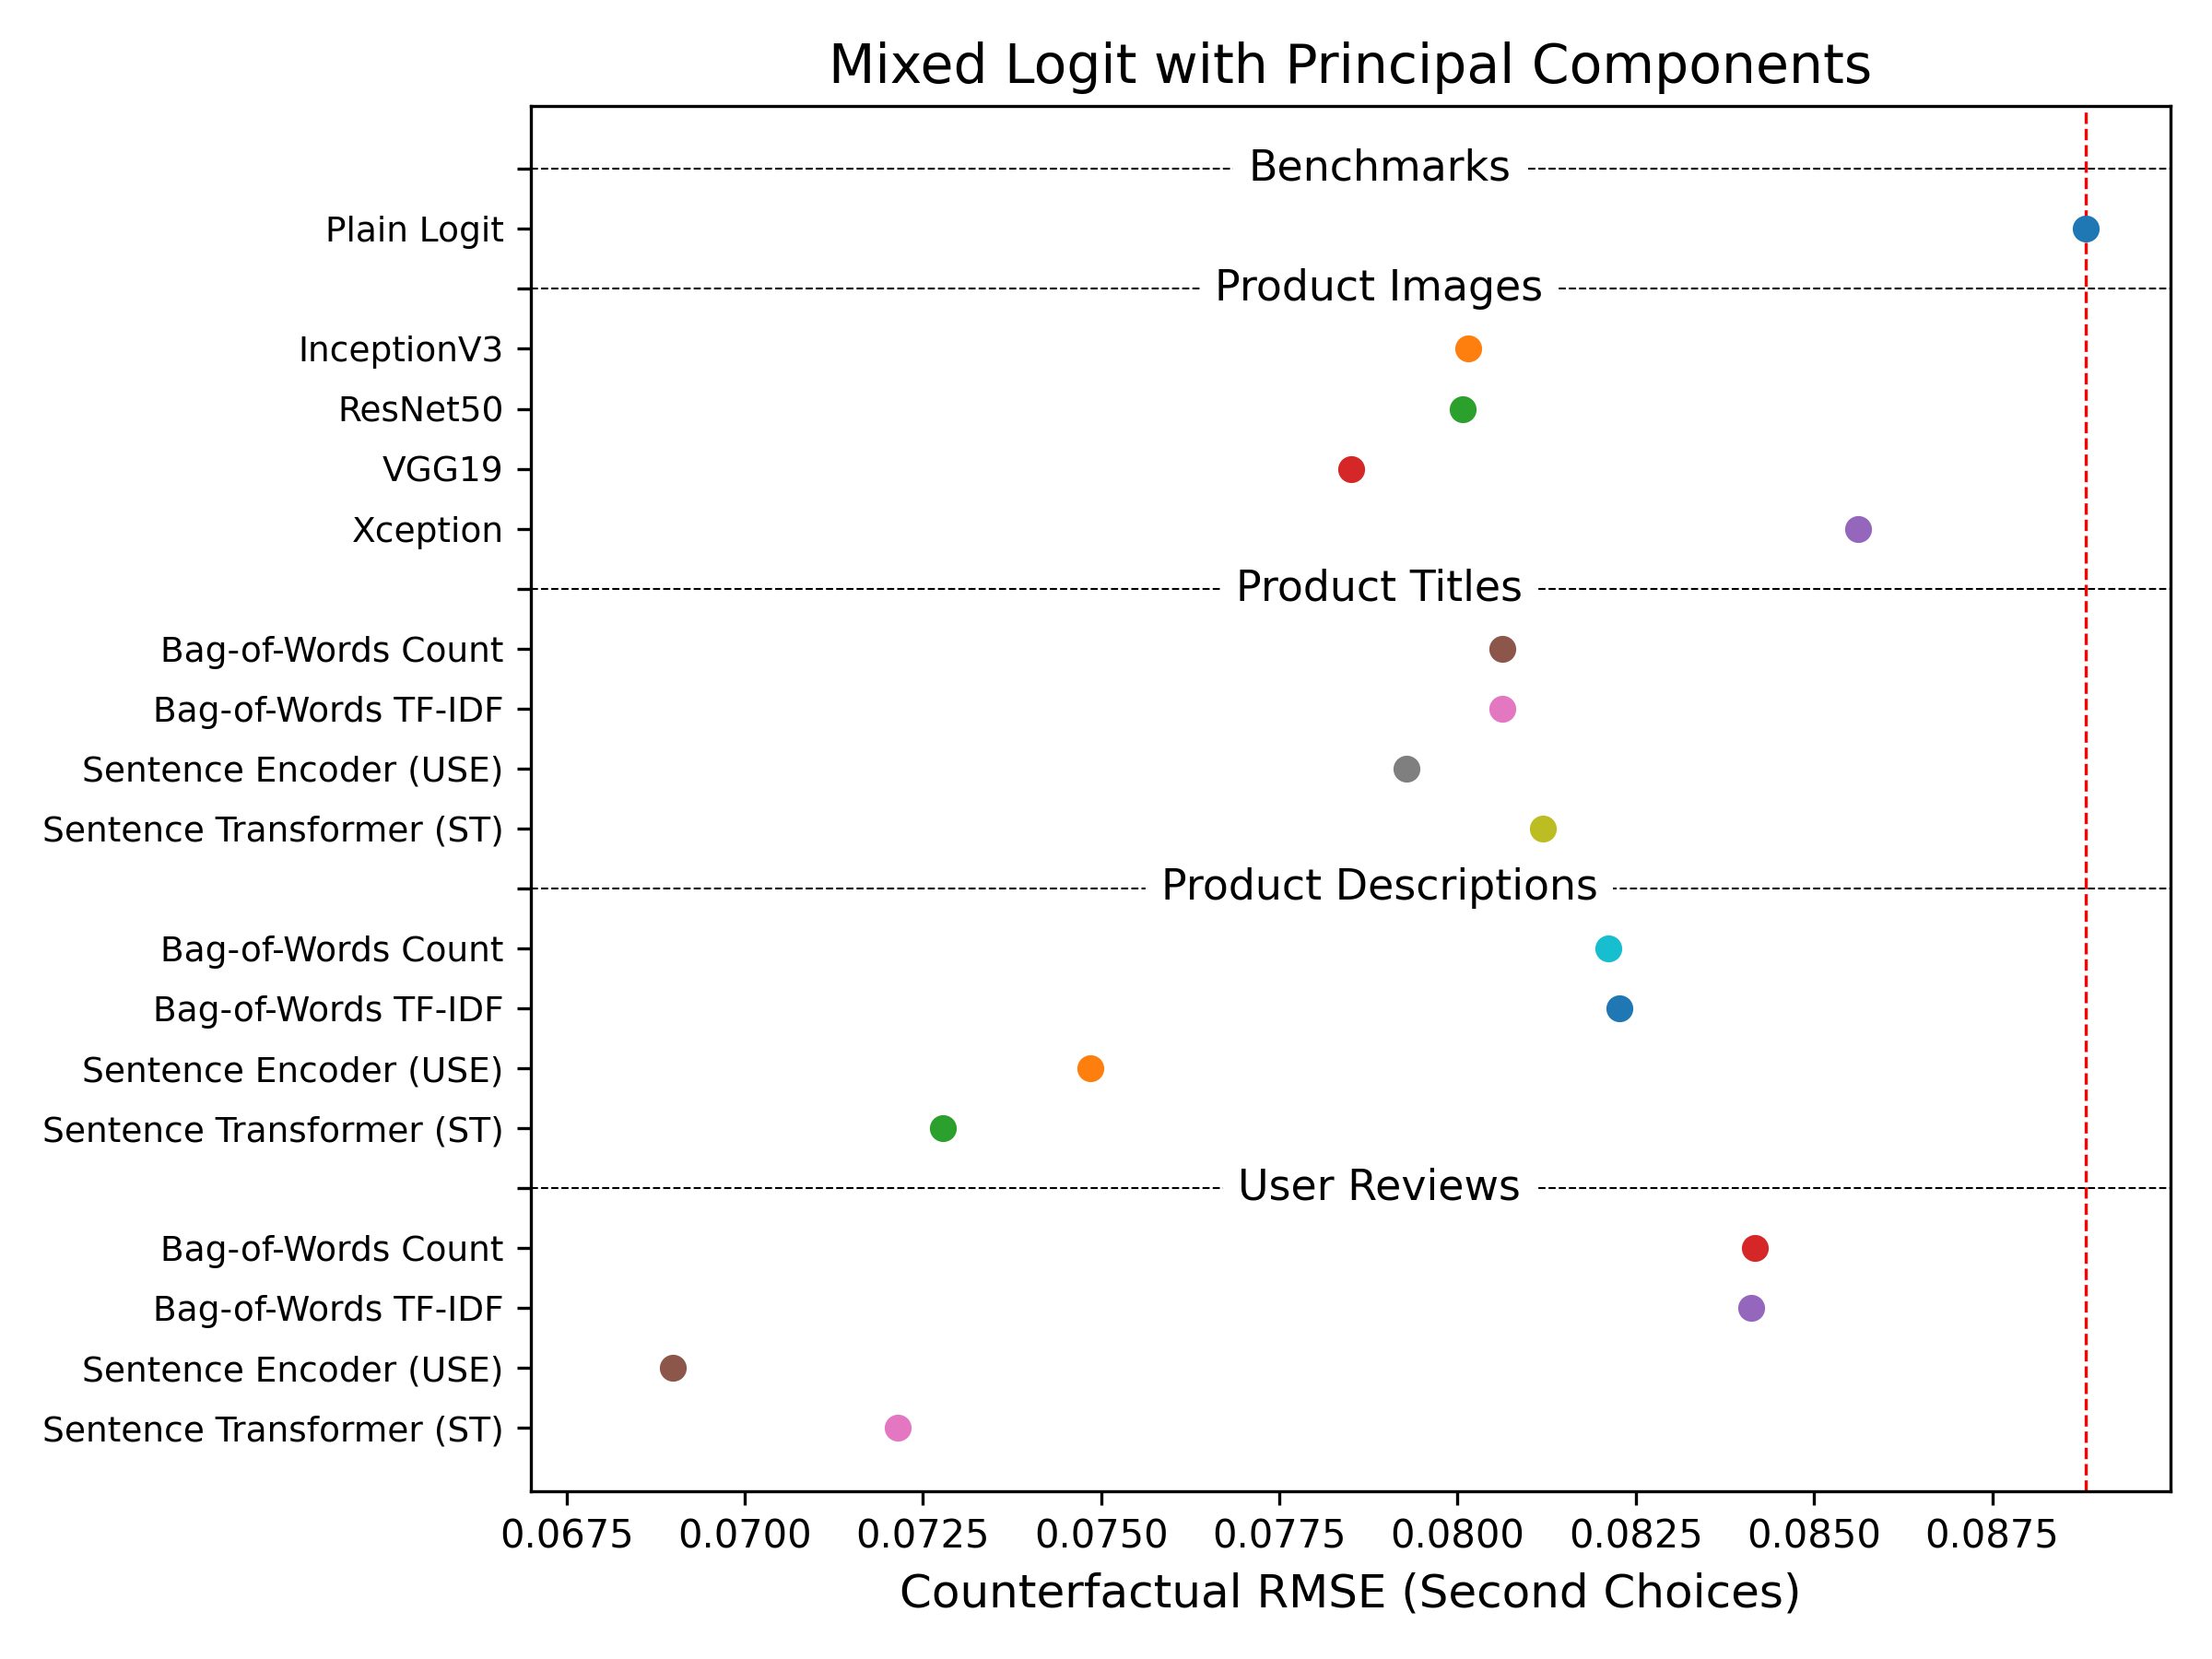 Mixed Logit with Principal Components
Benchmarks
Plain Logit
Product Images
InceptionV3
ResNet50
VGG19
Xception
Product Titles
Bag-of-Words Count
Bag-of-Words TF-IDF
Sentence Encoder (USE)
Sentence Transformer (ST)
Product Descriptions
Bag-of-Words Count
Bag-of-Words TF-IDF
Sentence Encoder (USE)
Sentence Transformer (ST)
User Reviews
Bag-of-Words Count
Bag-of-Words TF-IDF
Sentence Encoder (USE)
Sentence Transformer (ST)
0.0675 0.0700 0.0725 0.0750 0.0775 0.0800 0.0825 0.0850 0.0875
Counterfactual RMSE (Second Choices)